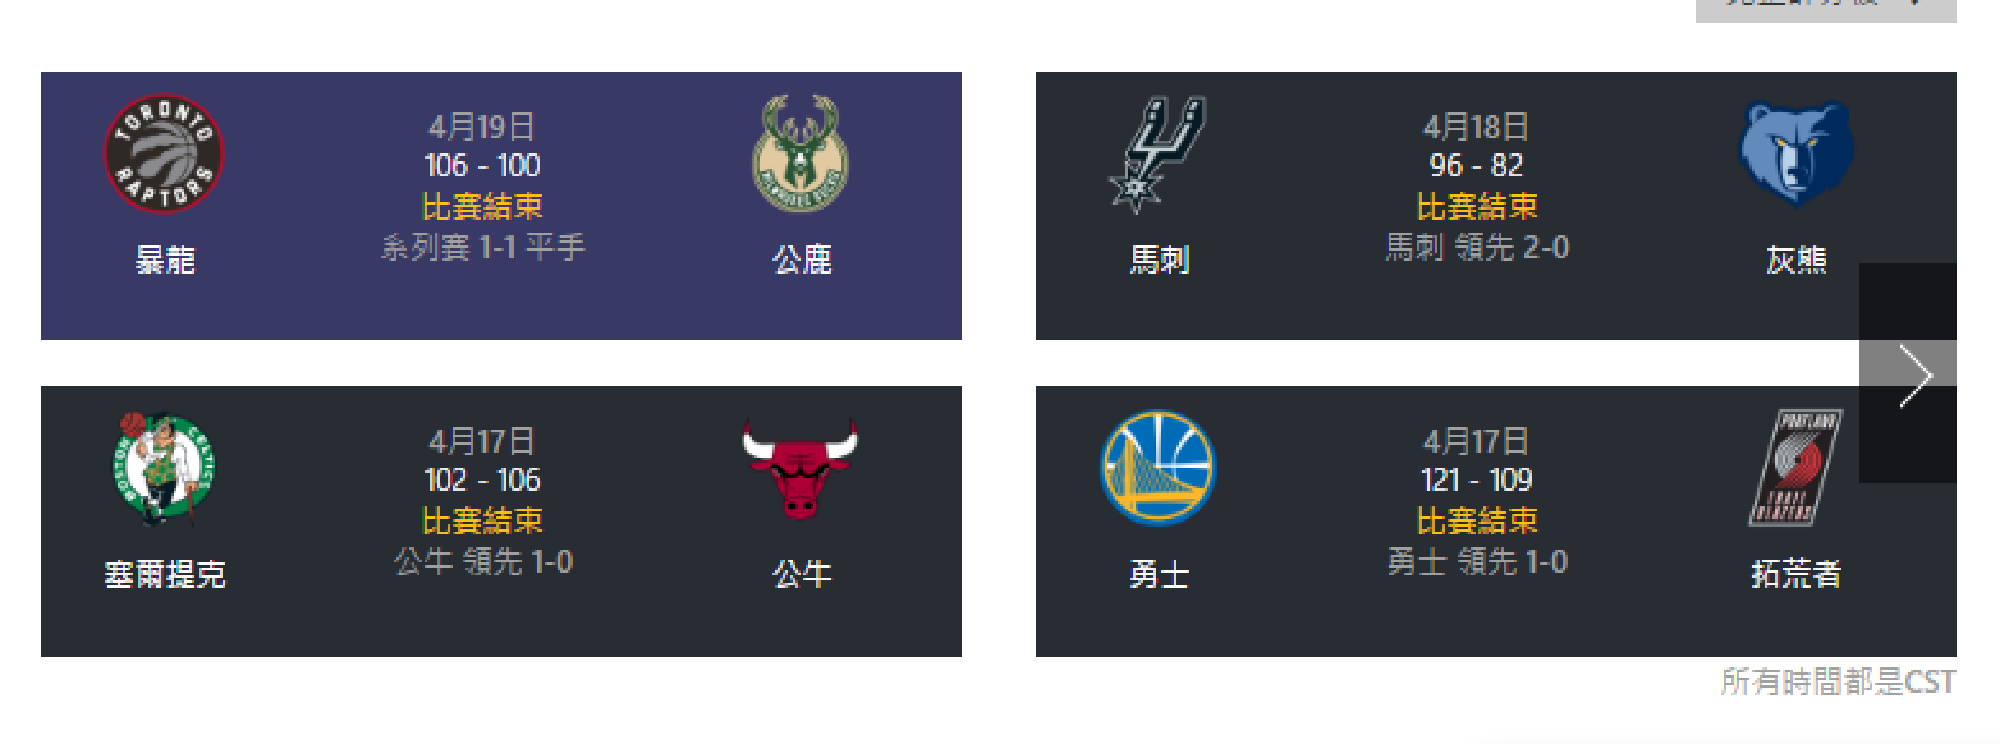 TORONTO
RAPTORS
4月19日
106 - 100
比賽結束
系列賽 1-1 平手
暴龍
公鹿
4月18日
96 - 82
比賽結束
馬刺 領先 2-0
馬刺
灰熊
BOSTON
CELTICS
4月17日
102 - 106
比賽結束
公牛 領先 1-0
塞爾提克
公牛
4月17日
121 - 109
比賽結束
勇士 領先 1-0
勇士
PORTLAND
TRAIL
BLAZERS
拓荒者
所有時間都是CST